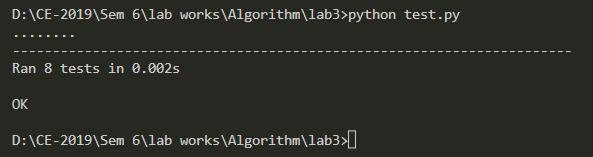 D:\CE-2019\Sem 6\lab works\Algorithm\lab3>python test.py
........
----------------------------------------------------------------------
Ran 8 tests in 0.002s
OK
D:\CE-2019\Sem 6\lab works\Algorithm\lab3>